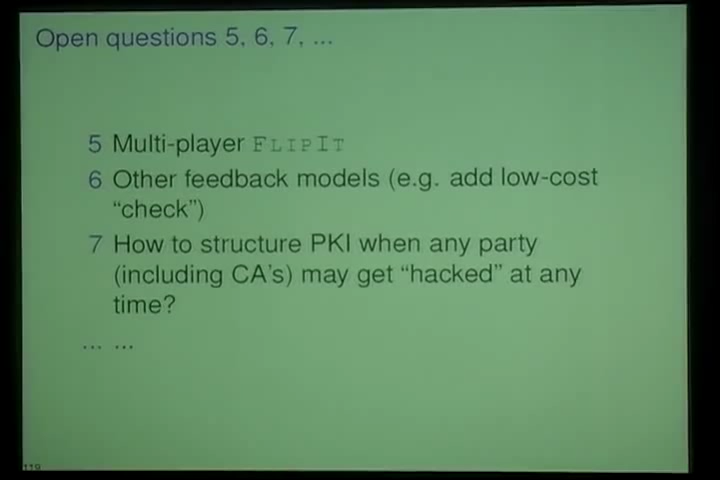 Open questions 5, 6, 7, ...
5 Multi-player FLIPIT
6 Other feedback models (e.g. add low-cost
“check”)
7 How to structure PKI when any party
(including CA's) may get “hacked” at any
time?
... ...
119